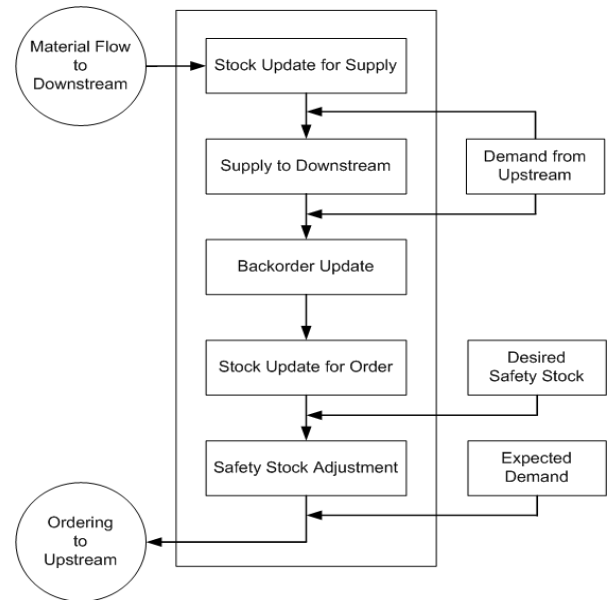 Material Flow
to
Downstream
Stock Update for Supply
Supply to Downstream
Demand from
Upstream
Backorder Update
Stock Update for Order
Desired
Safety Stock
Safety Stock Adjustment
Expected
Demand
Ordering
to
Upstream